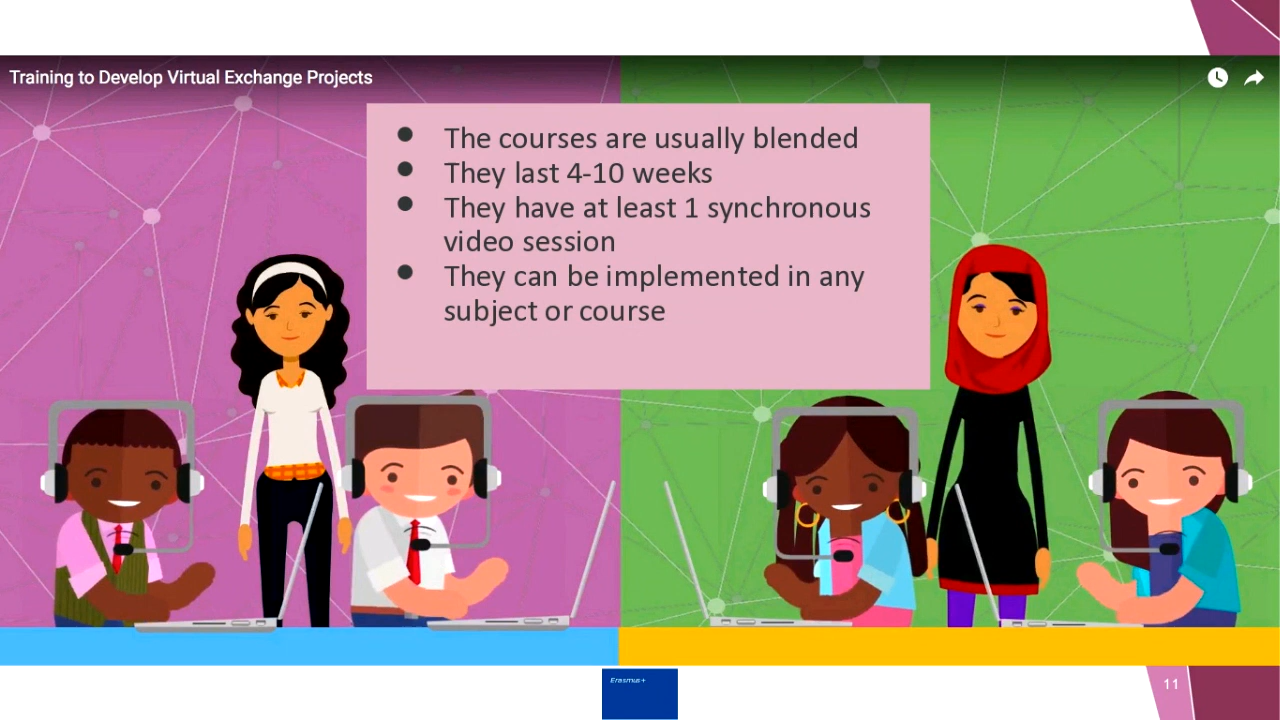 Training to Develop Virtual Exchange Projects
● The courses are usually blended
● They last 4-10 weeks
● They have at least 1 synchronous
video session
● They can be implemented in any
subject or course
Erasmus+
11